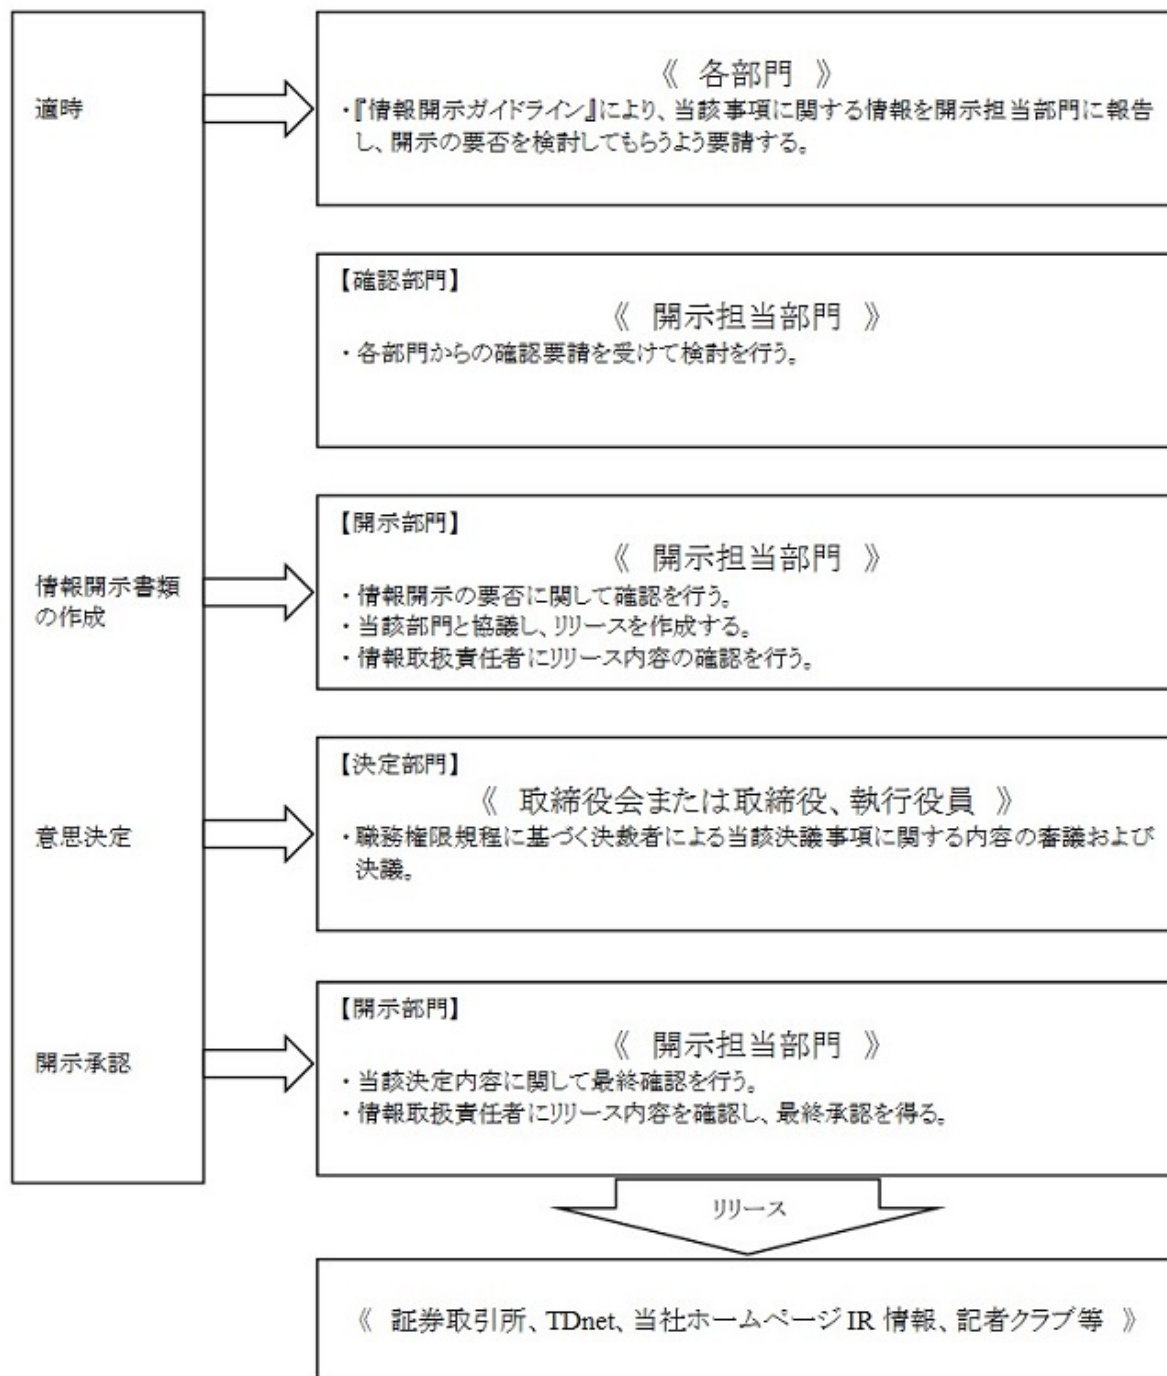 適時
《 各部門 》
・『情報開示ガイドライン』により、当該事項に関する情報を開示担当部門に報告
し、開示の要否を検討してもらうよう要請する。
【確認部門】
《 開示担当部門 》
・各部門からの確認要請を受けて検討を行う。
情報開示書類
の作成
【開示部門】
《 開示担当部門 》
・情報開示の要否に関して確認を行う。
・当該部門と協議し、リリースを作成する。
・情報取扱責任者にリリース内容の確認を行う。
意思決定
【決定部門】
《 取締役会または取締役、執行役員 》
・職務権限規程に基づく決裁者による当該決議事項に関する内容の審議および
決議。
開示承認
【開示部門】
《 開示担当部門 》
・当該決定内容に関して最終確認を行う。
・情報取扱責任者にリリース内容を確認し、最終承認を得る。
リリース
《 証券取引所、TDnet、当社ホームページ IR 情報、記者クラブ等 》